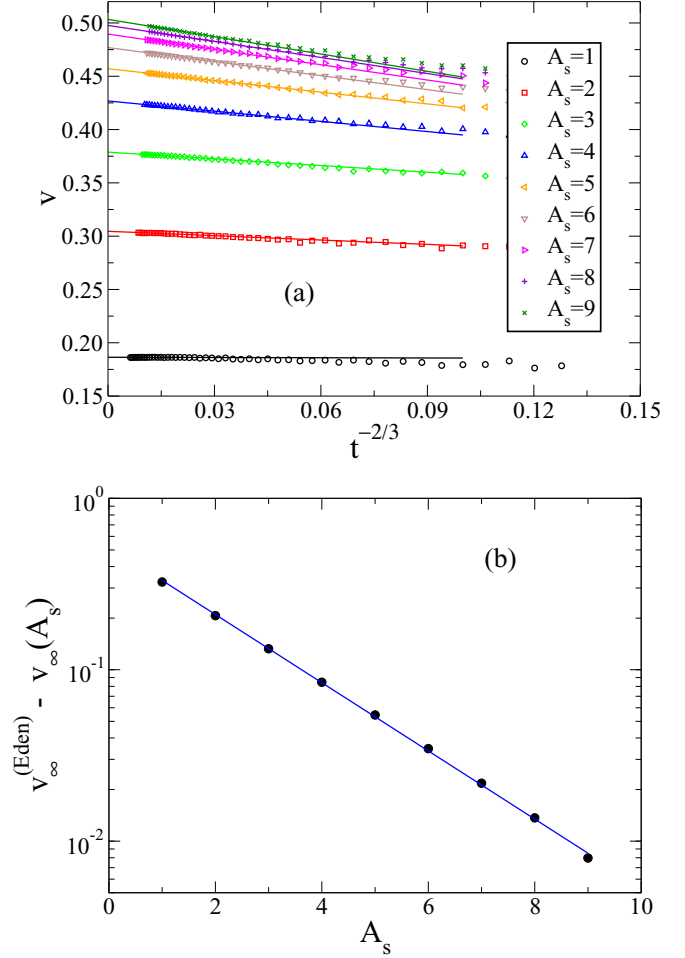 0.50
0.45
0.40
0.35
0.30
0.25
0.20
0.15
v
0
0.03
0.06
0.09
0.12
0.15
t^{-2/3}
(a)
A_s=1
A_s=2
A_s=3
A_s=4
A_s=5
A_s=6
A_s=7
A_s=8
A_s=9
10^0
10^{-1}
10^{-2}
v_∞^{(Eden)} - v_∞(A_s)
(b)
0
2
4
6
8
10
A_s